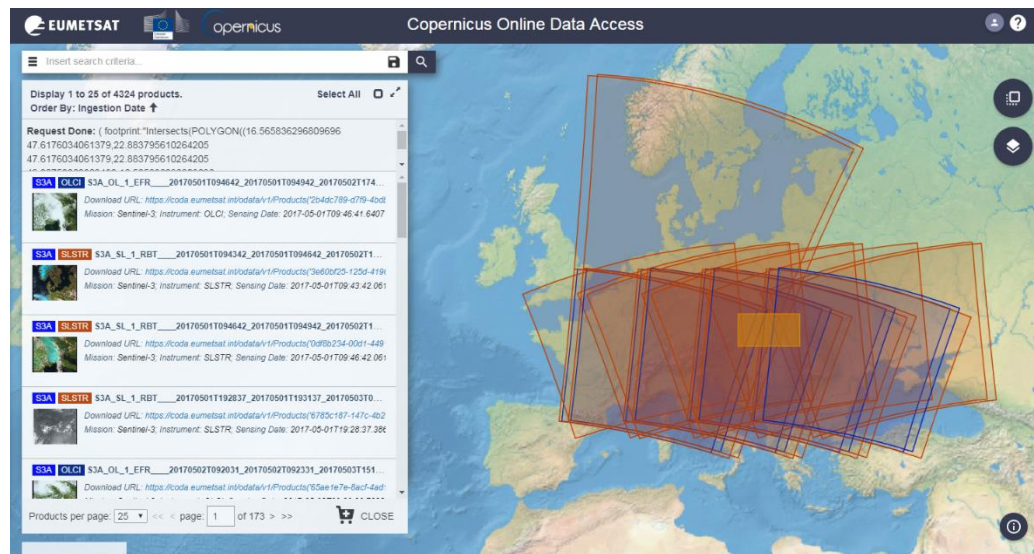 EUMETSAT
opernicus
Copernicus Online Data Access
?
Insert search criteria...
Display 1 to 25 of 4324 products.
Select All
Order By: Ingestion Date
Request Done: ( footprint:"Intersects(POLYGON((16.565836296809696
47.6176034061379,22.883795610264205
47.6176034061379,22.883795610264205
S3A OLCI S3A_OL_1_EFR____20170501T094642_20170501T094942_20170502T174...
Download URL: https://coda.eumetsat.int/odata/v1/Products('2b4dc789-d7f9-4bd8
Mission: Sentinel-3; Instrument: OLCI; Sensing Date: 2017-05-01T09:46:41.6407
S3A SLSTR S3A_SL_1_RBT____20170501T094342_20170501T094642_20170502T1...
Download URL: https://coda.eumetsat.int/odata/v1/Products('3e60bf25-125d-419c
Mission: Sentinel-3; Instrument: SLSTR; Sensing Date: 2017-05-01T09:43:42.061
S3A SLSTR S3A_SL_1_RBT____20170501T094642_20170501T094942_20170502T1...
Download URL: https://coda.eumetsat.int/odata/v1/Products('0df8b234-00d1-449
Mission: Sentinel-3; Instrument: SLSTR; Sensing Date: 2017-05-01T09:46:42.061
S3A SLSTR S3A_SL_1_RBT____20170501T192837_20170501T193137_20170503T0...
Download URL: https://coda.eumetsat.int/odata/v1/Products('6785c187-147c-4b2
Mission: Sentinel-3; Instrument: SLSTR; Sensing Date: 2017-05-01T19:28:37.386
S3A OLCI S3A_OL_1_EFR____20170502T092031_20170502T092331_20170503T151...
Download URL: https://coda.eumetsat.int/odata/v1/Products('65ae1e7e-6acf-4ad
Products per page: 25 << < page: 1 of 173 > >> CLOSE